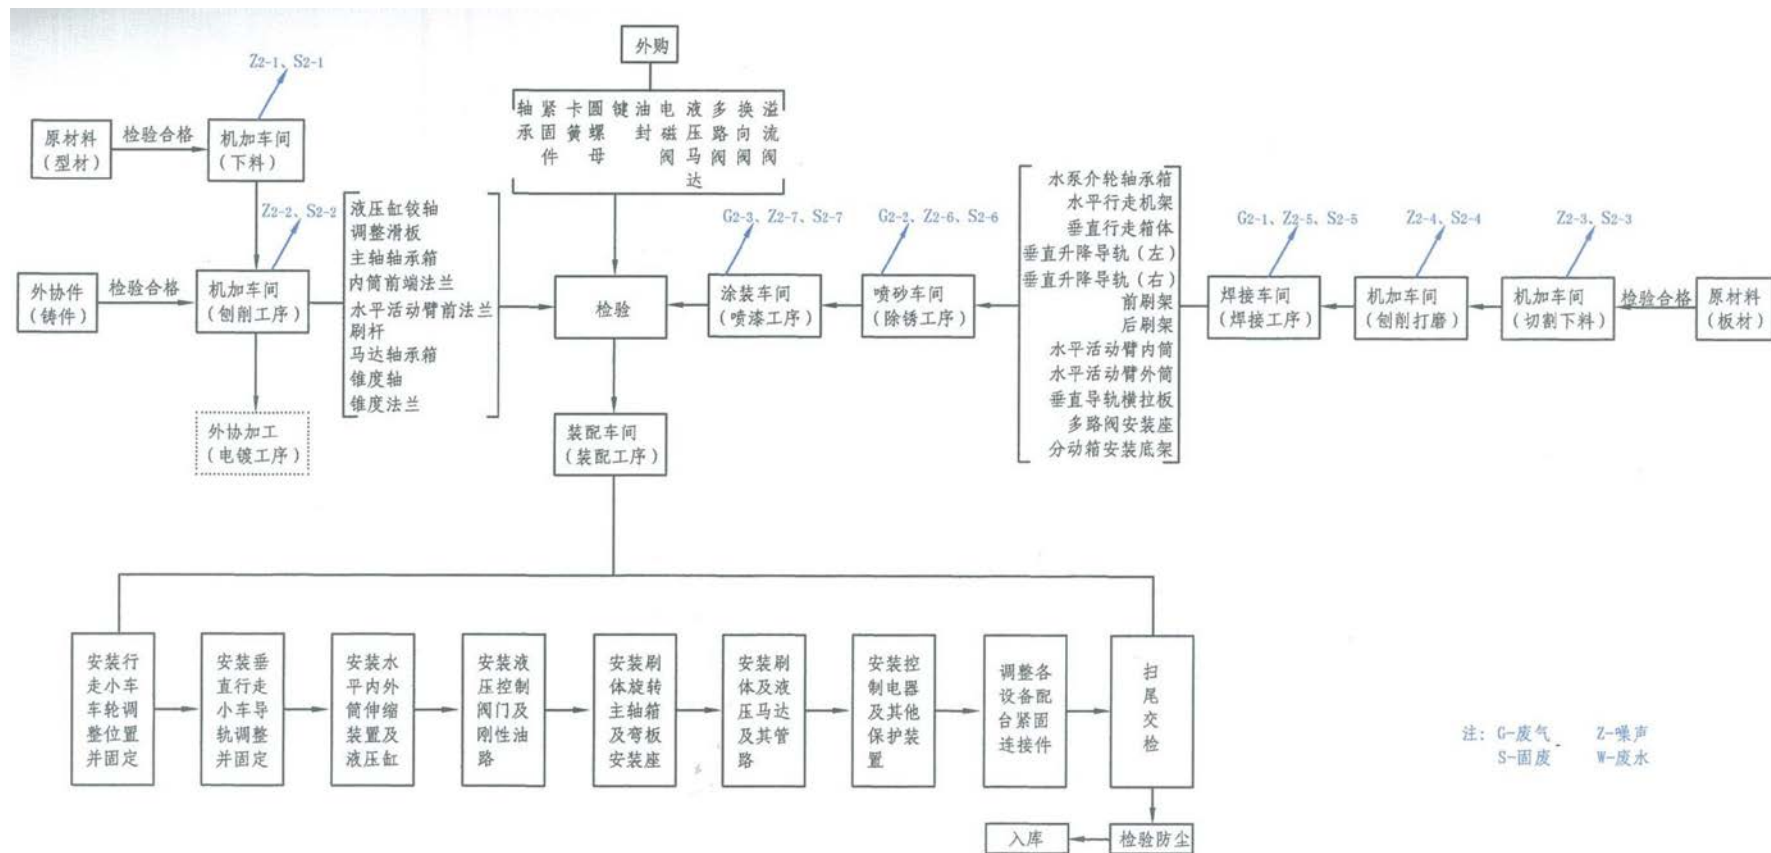 外购
Z2-1、S2-1
轴承
紧固件
卡簧
圆螺母
键
油封
电磁阀
液压马达
多路阀
换向阀
溢流阀
原材料
(型材)
检验合格
机加车间
(下料)
Z2-2、S2-2
外协件
(铸件)
检验合格
机加车间
(刨削工序)
外协加工
(电镀工序)
液压缸铰轴
调整滑板
主轴轴承箱
内筒前端法兰
水平活动臂前法兰
刷杆
马达轴承箱
锥度轴
锥度法兰
检验
装配车间
(装配工序)
G2-3、Z2-7、S2-7
涂装车间
(喷漆工序)
G2-2、Z2-6、S2-6
喷砂车间
(除锈工序)
水泵介轮轴承箱
水平行走机架
垂直行走箱体
垂直升降导轨(左)
垂直升降导轨(右)
前刷架
后刷架
水平活动臂内筒
水平活动臂外筒
垂直导轨横拉板
多路阀安装座
分动箱安装底架
G2-1、Z2-5、S2-5
焊接车间
(焊接工序)
Z2-4、S2-4
机加车间
(刨削打磨)
Z2-3、S2-3
机加车间
(切割下料)
检验合格
原材料
(板材)
安装行
走小车
车轮调
整位置
并固定
安装垂
直行走
小车导
轨调整
并固定
安装水
平内外
筒伸缩
装置及
液压缸
安装液
压控制
阀门及
刚性油
路
安装刷
体旋转
主轴箱
及弯板
安装座
安装刷
体及液
压马达
及其管
路
安装控
制电器
及其他
保护装
置
调整各
设备配
台紧固
连接件
扫尾交检
检验防尘
入库
注: G-废气 Z-噪声
S-固废 W-废水